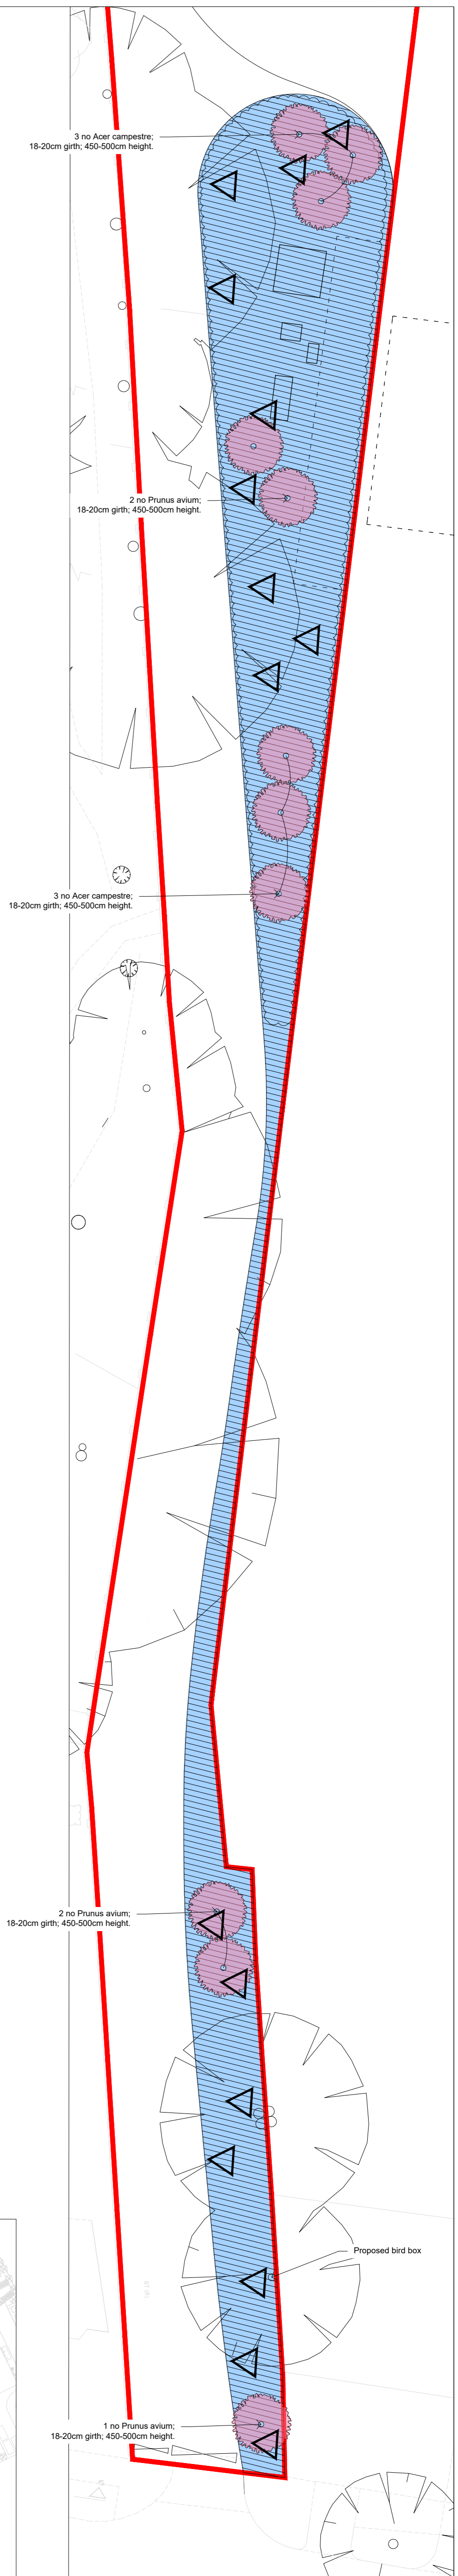 3 no Acer campestre;
18-20cm girth; 450-500cm height.
2 no Prunus avium;
18-20cm girth; 450-500cm height.
3 no Acer campestre;
18-20cm girth; 450-500cm height.
2 no Prunus avium;
18-20cm girth; 450-500cm height.
Proposed bird box
1 no Prunus avium;
18-20cm girth; 450-500cm height.